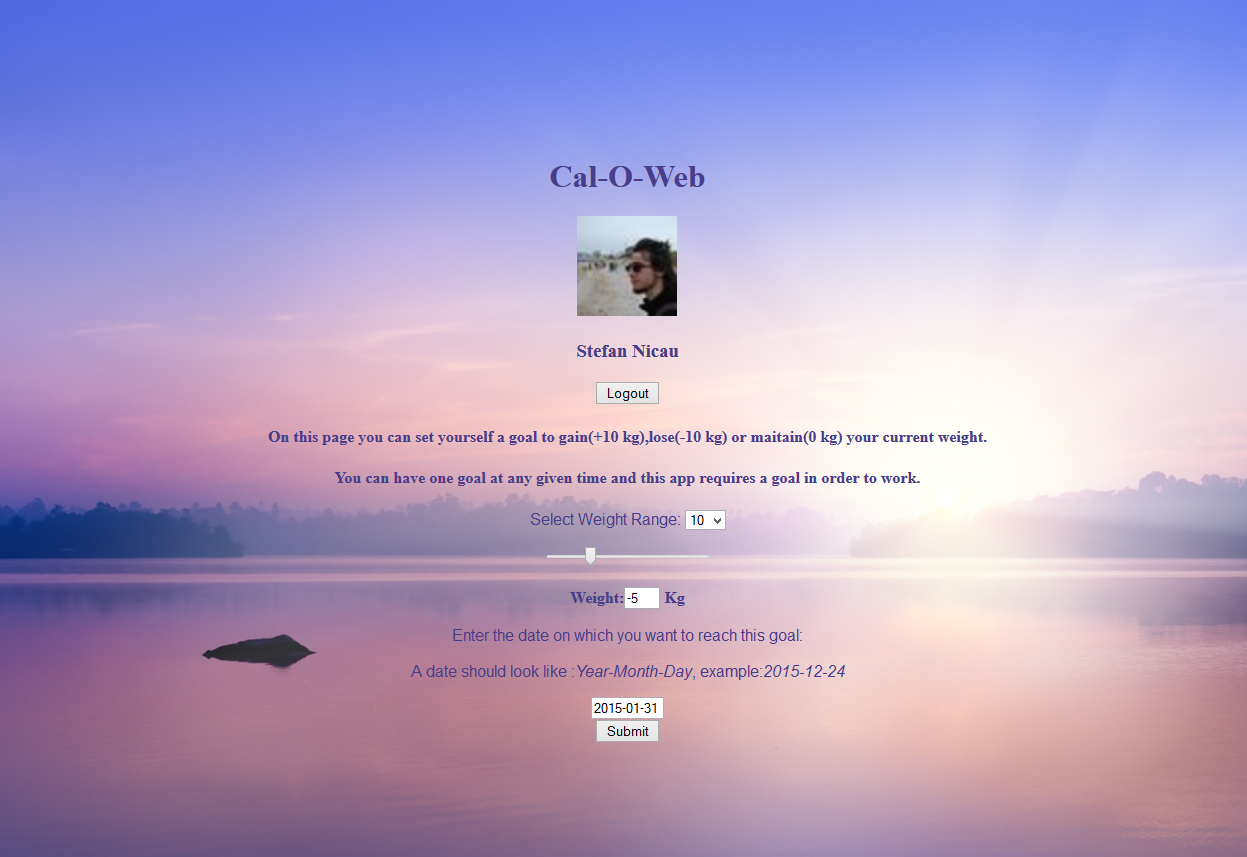 Cal-O-Web
Stefan Nicau
Logout
On this page you can set yourself a goal to gain(+10 kg),lose(-10 kg) or maitain(0 kg) your current weight.
You can have one goal at any given time and this app requires a goal in order to work.
Select Weight Range: 10
Weight: -5 Kg
Enter the date on which you want to reach this goal:
A date should look like :Year-Month-Day, example:2015-12-24
2015-01-31
Submit